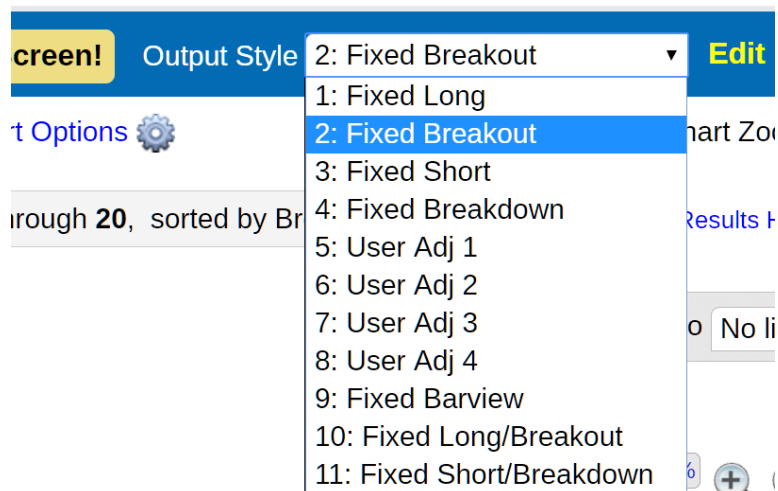 creen! Output Style 2: Fixed Breakout ▼ Edit
1: Fixed Long
rt Options 2: Fixed Breakout hart Zo
3: Fixed Short
4: Fixed Breakdown
rough 20, sorted by Br Results H
5: User Adj 1
6: User Adj 2
7: User Adj 3
o No li
8: User Adj 4
9: Fixed Barview
10: Fixed Long/Breakout
11: Fixed Short/Breakdown %